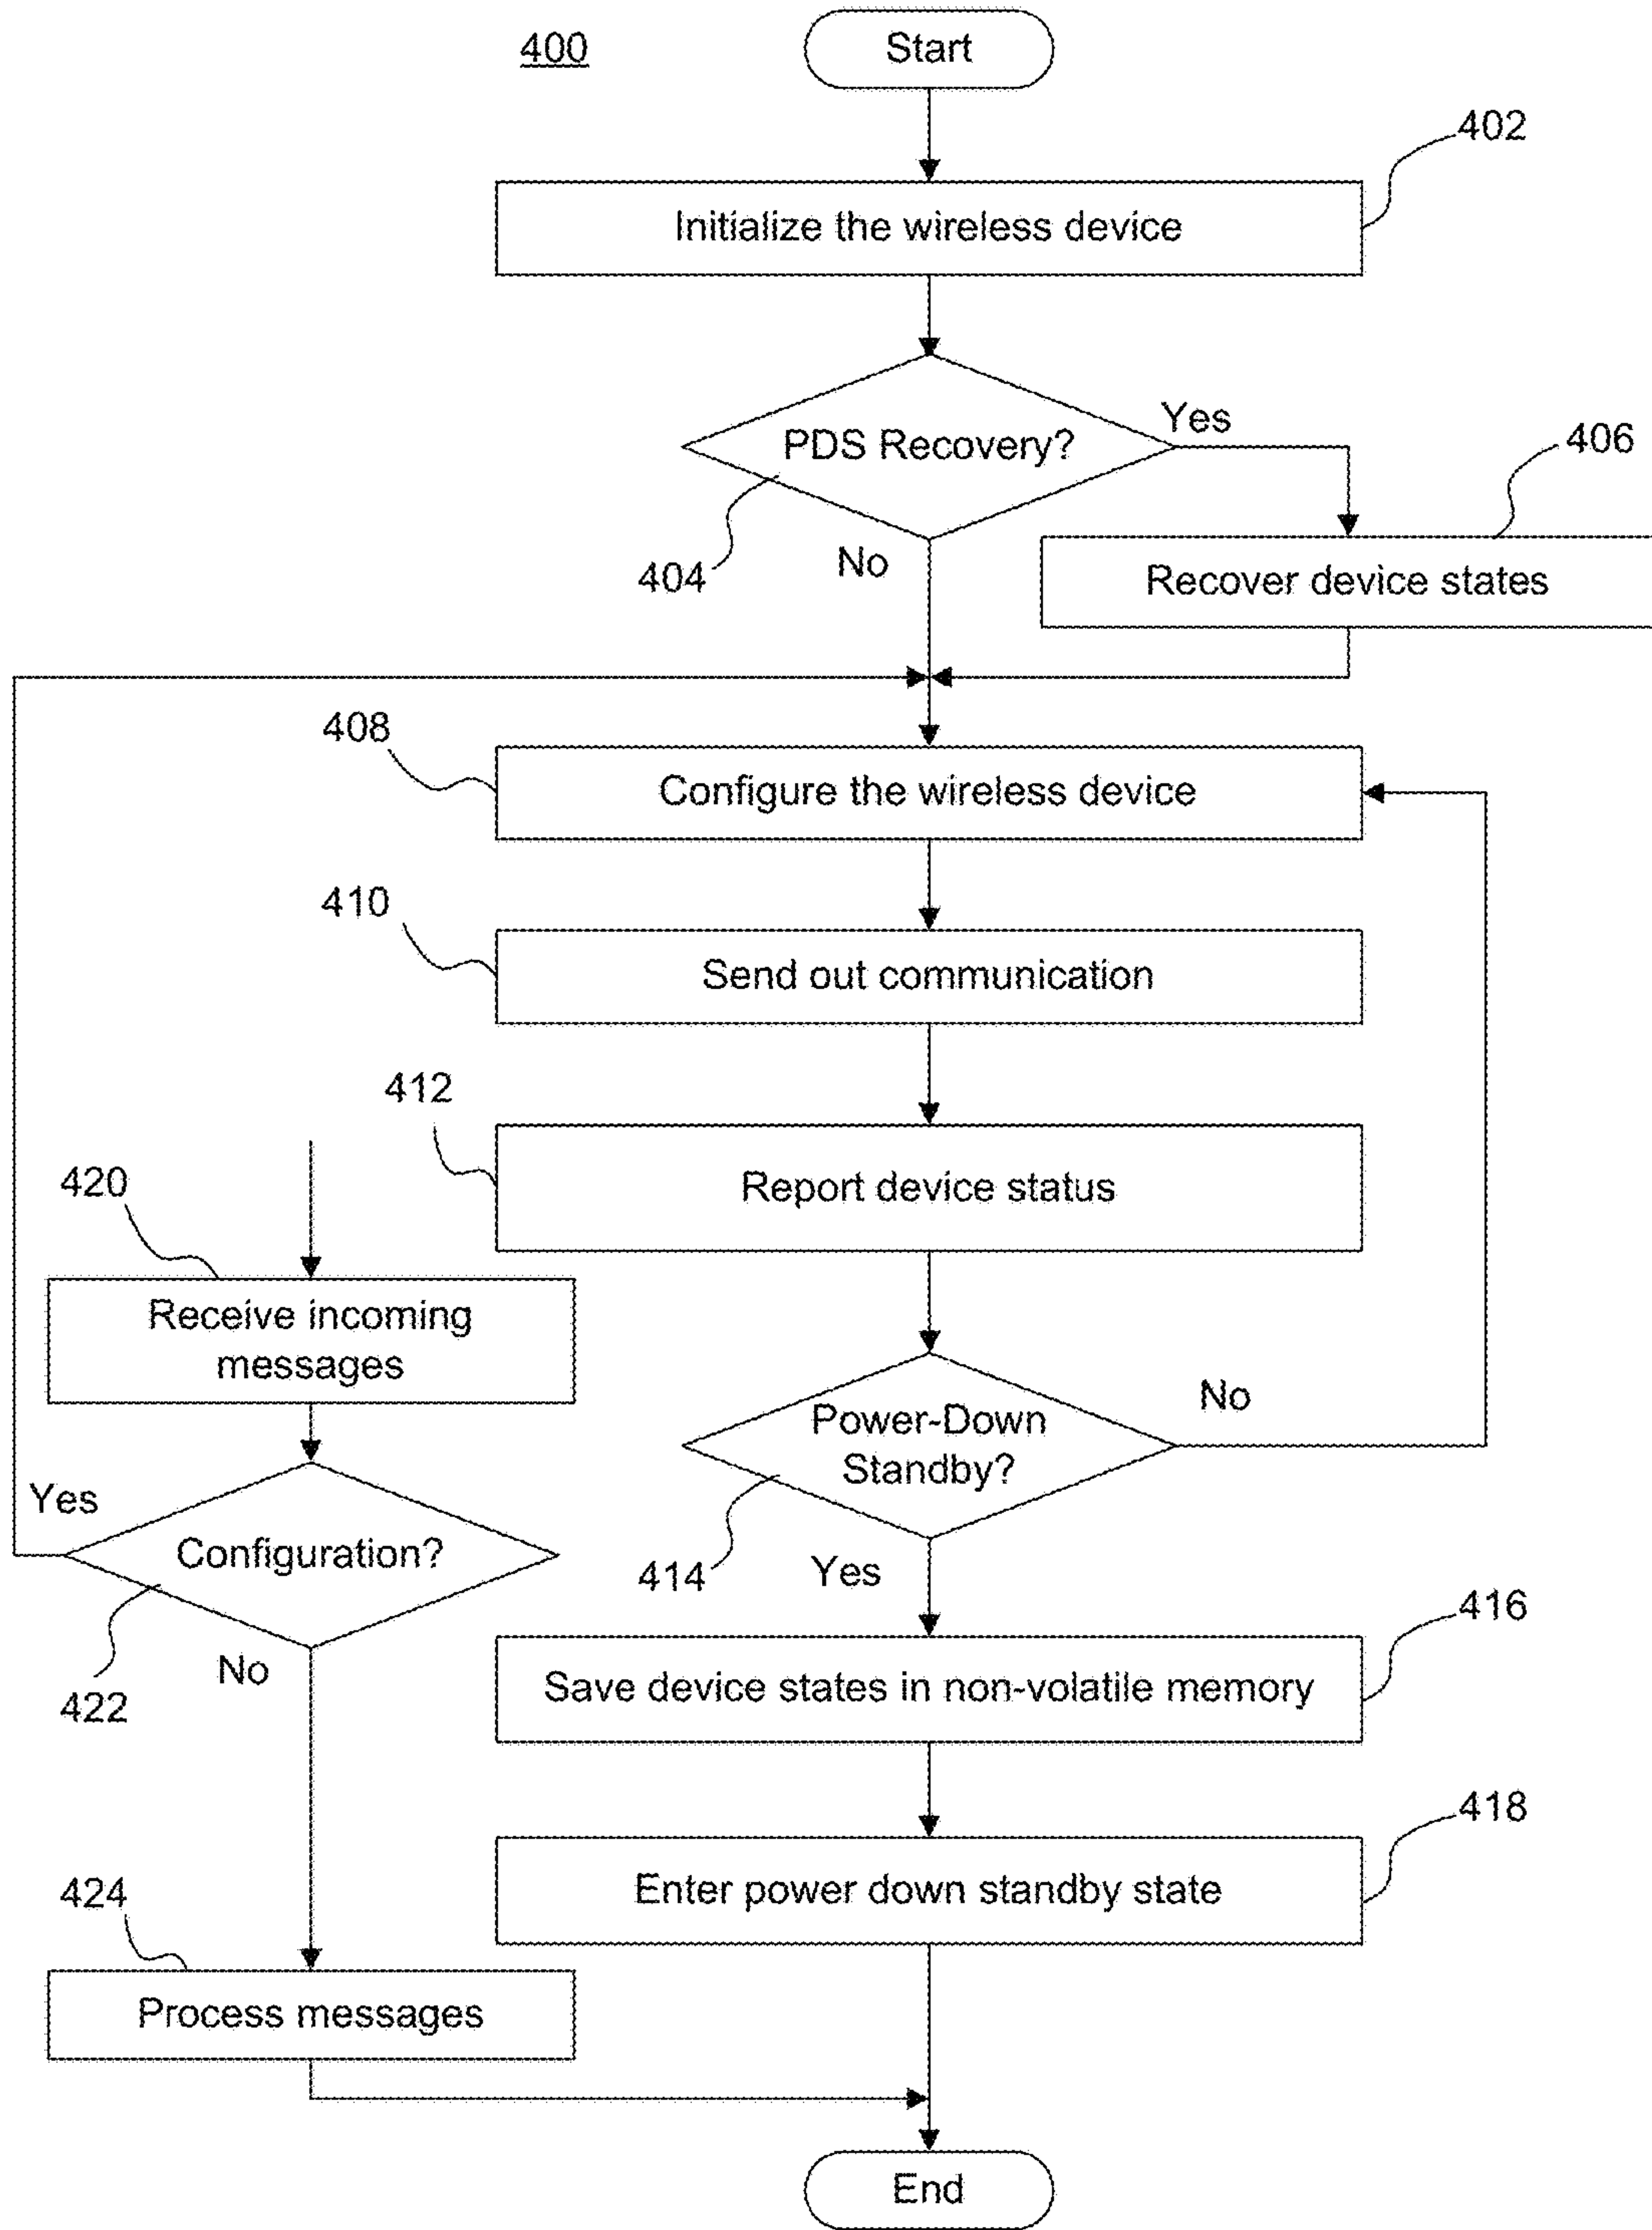 400
Start
402
Initialize the wireless device
PDS Recovery?
Yes
404
No
406
Recover device states
408
Configure the wireless device
410
Send out communication
412
Report device status
420
Receive incoming
messages
Power-Down
Standby?
No
414
Yes
Yes
Configuration?
422
No
416
Save device states in non-volatile memory
418
Enter power down standby state
424
Process messages
End